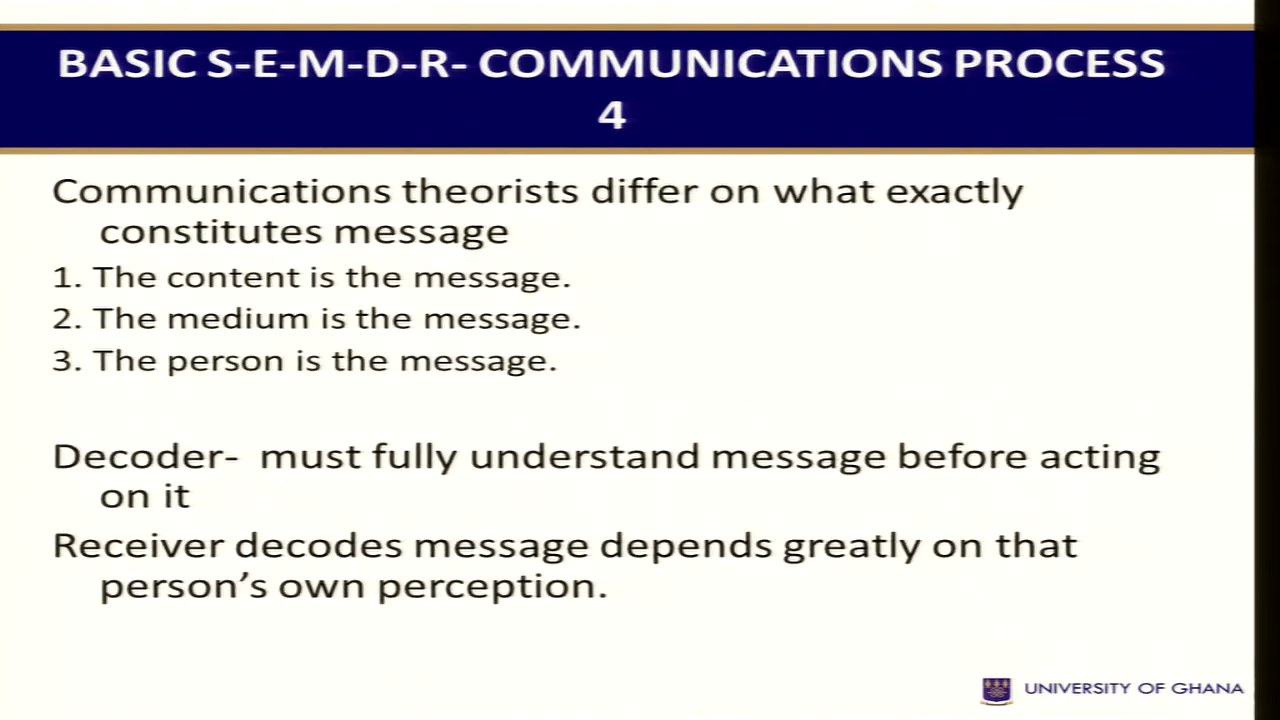 BASIC S-E-M-D-R- COMMUNICATIONS PROCESS
4
Communications theorists differ on what exactly
constitutes message
1. The content is the message.
2. The medium is the message.
3. The person is the message.
Decoder-  must fully understand message before acting
on it
Receiver decodes message depends greatly on that
person’s own perception.
UNIVERSITY OF GHANA